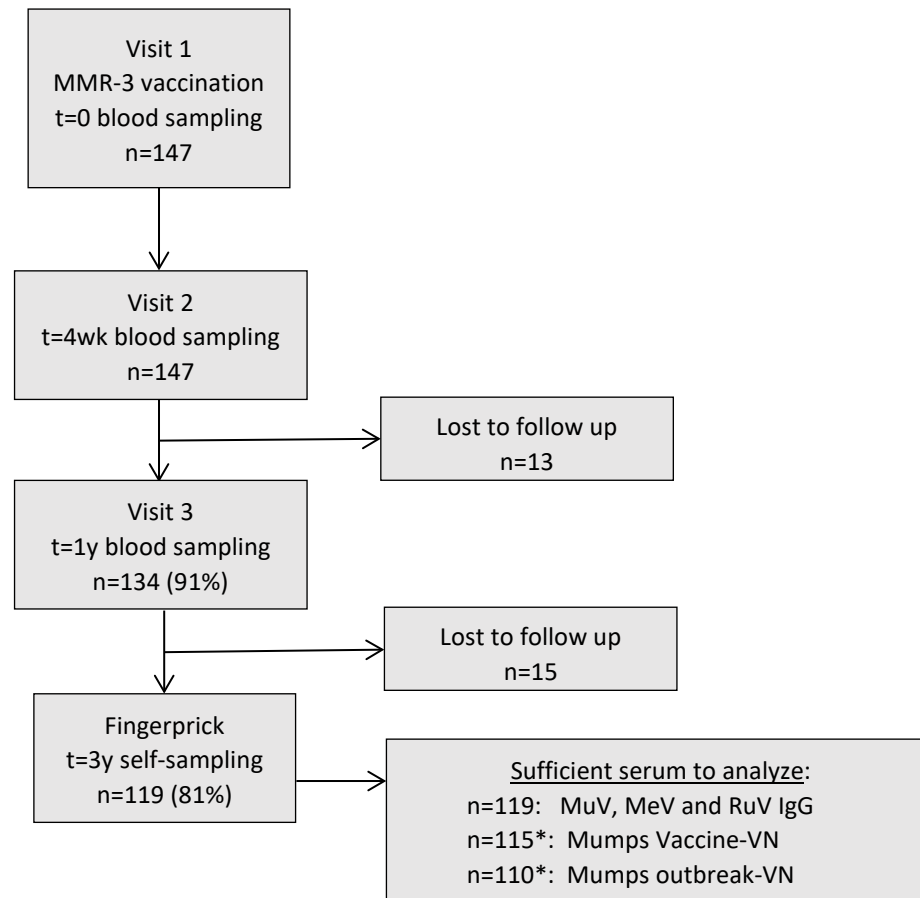 Visit 1
MMR-3 vaccination
t=0 blood sampling
n=147
Visit 2
t=4wk blood sampling
n=147
Lost to follow up
n=13
Visit 3
t=1y blood sampling
n=134 (91%)
Lost to follow up
n=15
Fingerprick
t=3y self-sampling
n=119 (81%)
Sufficient serum to analyze:
n=119: MuV, MeV and RuV IgG
n=115*: Mumps Vaccine-VN
n=110*: Mumps outbreak-VN